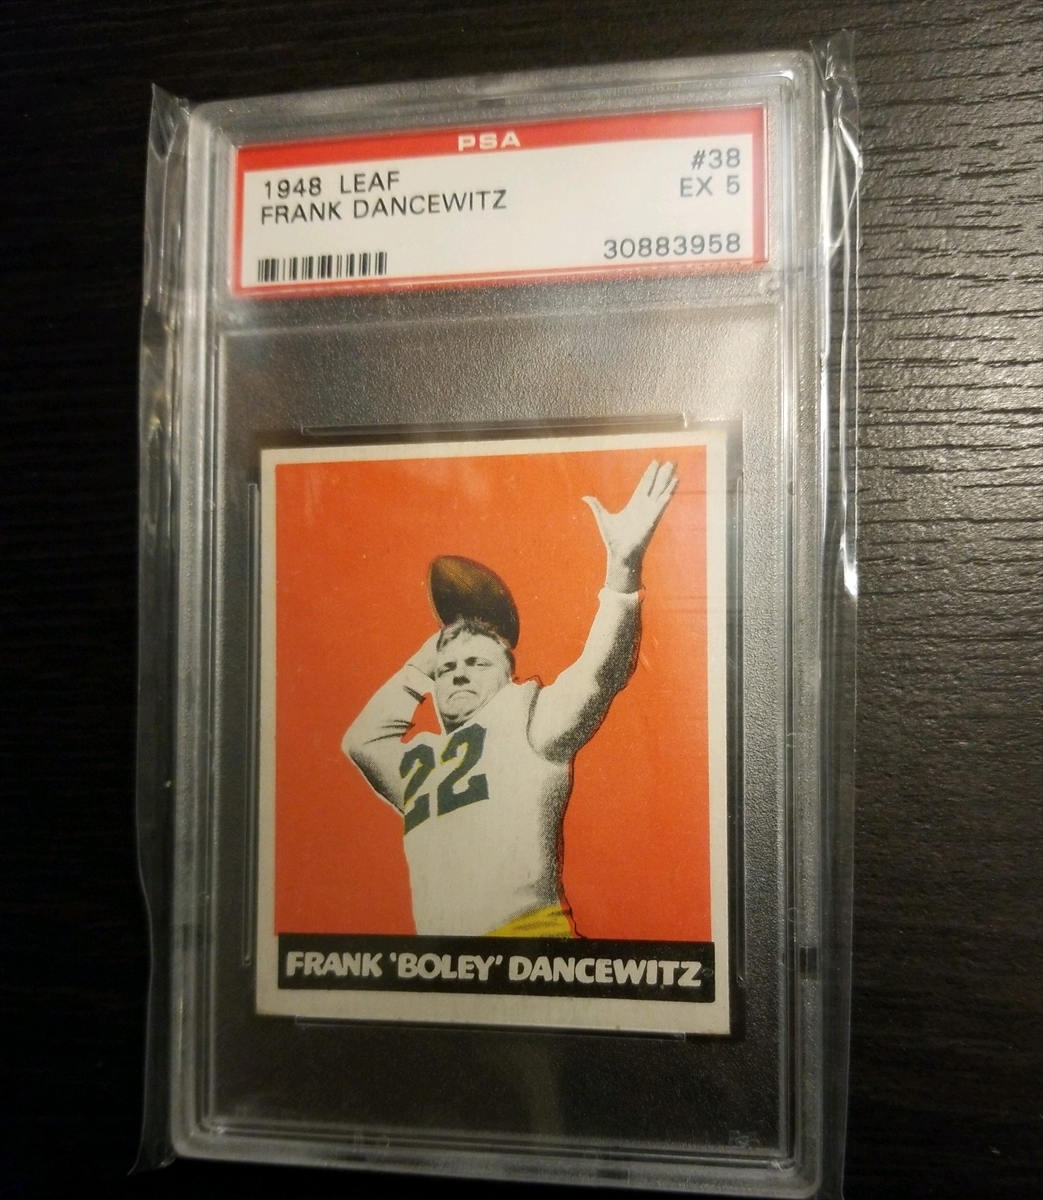 PSA
1948 LEAF
#38
FRANK DANCEWITZ
EX 5
30883958
22
FRANK 'BOLEY' DANCEWITZ